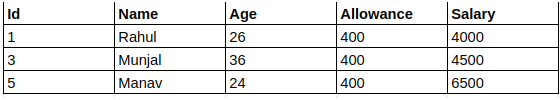 Id Name Age Allowance Salary
1 Rahul 26 400 4000
3 Munjal 36 400 4500
5 Manav 24 400 6500